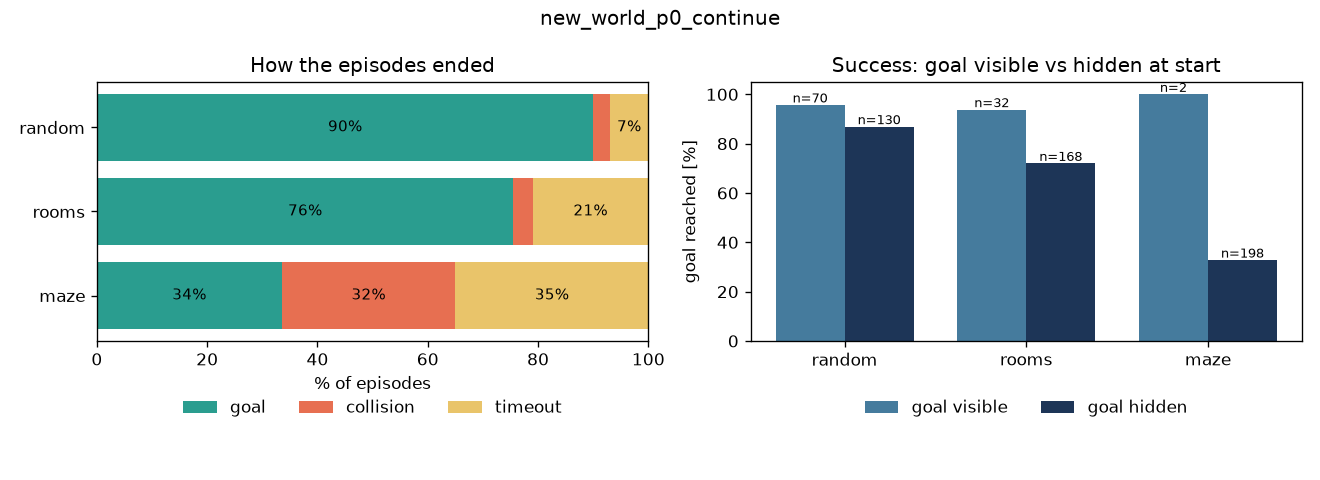 new_world_p0_continue
How the episodes ended
random
rooms
maze
90%
7%
76%
21%
34%
32%
35%
0 20 40 60 80 100
% of episodes
goal collision timeout
Success: goal visible vs hidden at start
goal reached [%]
100
80
60
40
20
0
n=70
n=130
n=32
n=168
n=2
n=198
random rooms maze
goal visible goal hidden